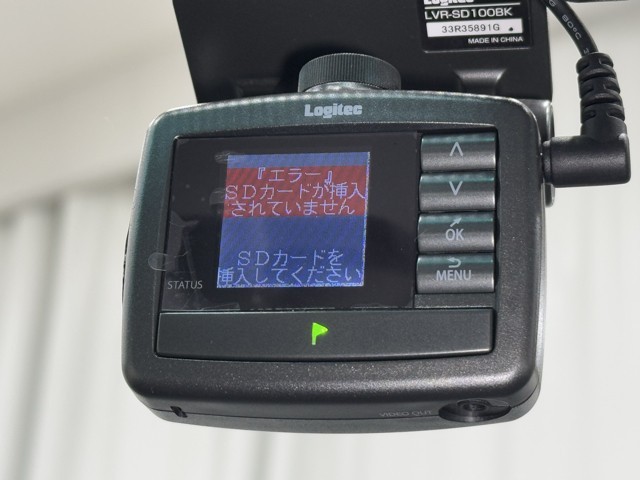 Logitec
LVR-SD100BK
33R35891G
MADE IN CHINA
60℃
Logitec
『エラー』
SDカードが挿入
されていません
SDカードを
挿入してください
OK
MENU
STATUS
VIDEO OUT